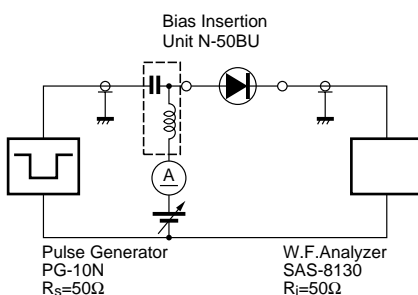 Bias Insertion
Unit N-50BU
A
Pulse Generator
PG-10N
RS=50Ω
W.F.Analyzer
SAS-8130
Ri=50Ω